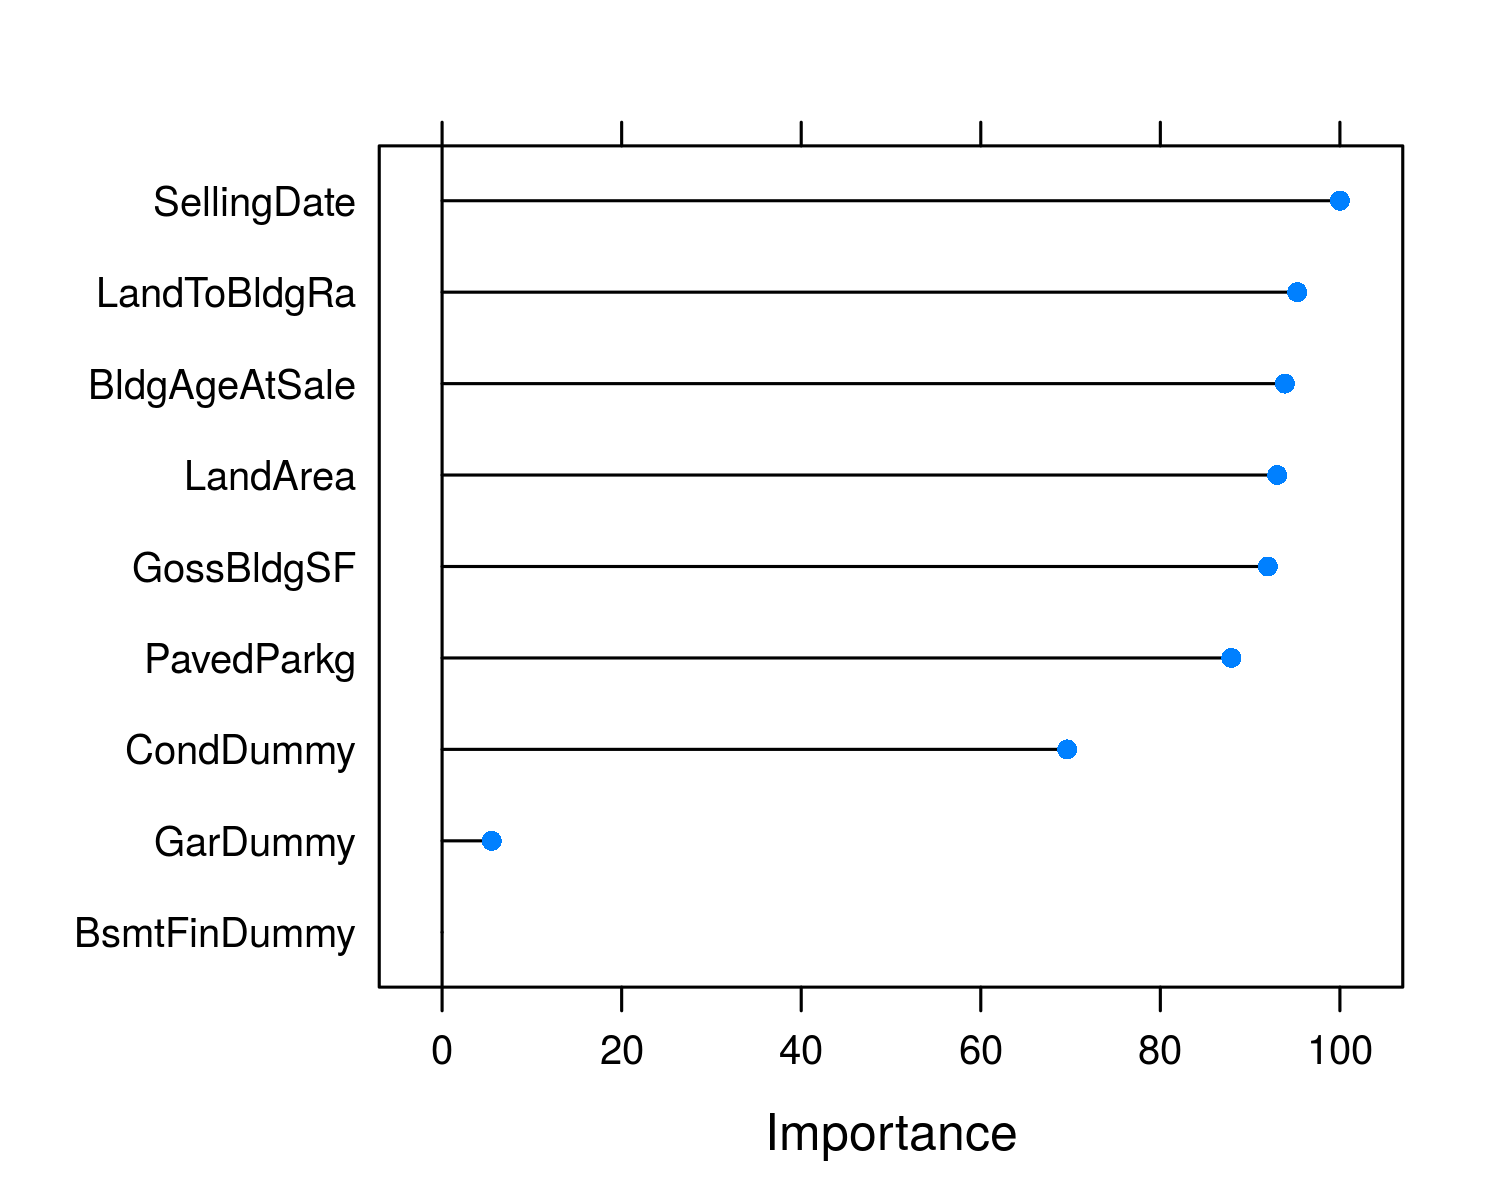 SellingDate
LandToBldgRa
BldgAgeAtSale
LandArea
GossBldgSF
PavedParkg
CondDummy
GarDummy
BsmtFinDummy
0 20 40 60 80 100
Importance